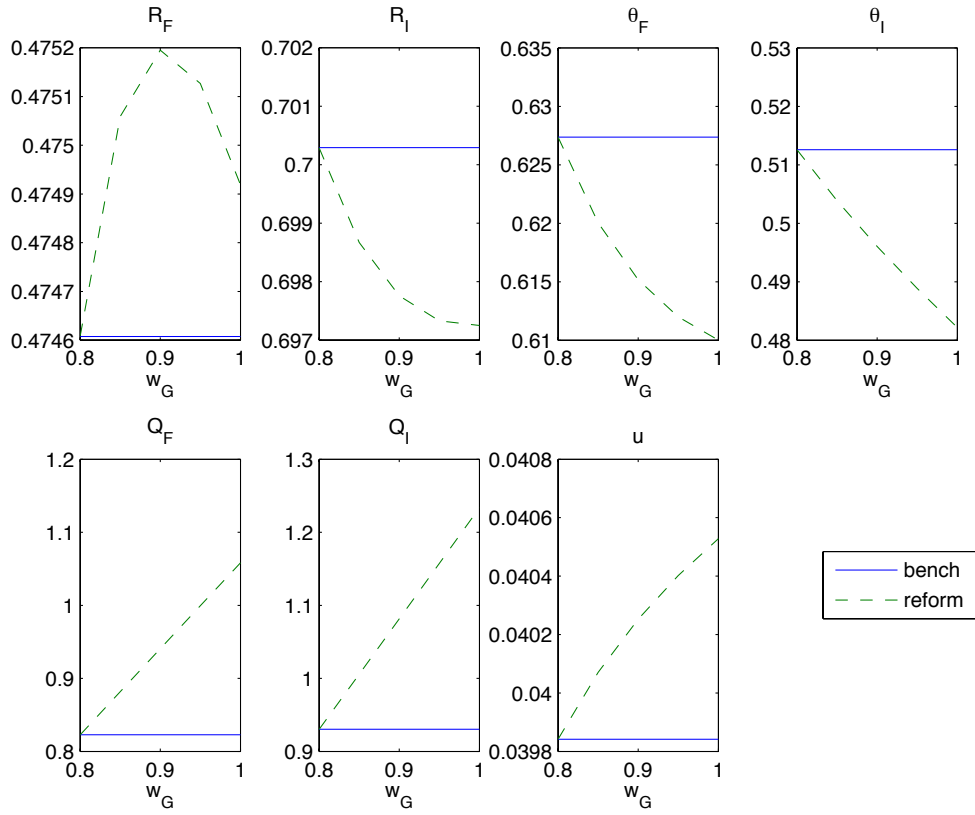 R_F
0.4752
0.4751
0.475
0.4749
0.4748
0.4747
0.4746
0.8 0.9 1
w_G
R_I
0.702
0.701
0.7
0.699
0.698
0.697
0.8 0.9 1
w_G
θ_F
0.635
0.63
0.625
0.62
0.615
0.61
0.8 0.9 1
w_G
θ_I
0.53
0.52
0.51
0.5
0.49
0.48
0.8 0.9 1
w_G
Q_F
1.2
1.1
1
0.9
0.8
0.8 0.9 1
w_G
Q_I
1.3
1.2
1.1
1
0.9
0.8 0.9 1
w_G
u
0.0408
0.0406
0.0404
0.0402
0.04
0.0398
0.8 0.9 1
w_G
bench
reform